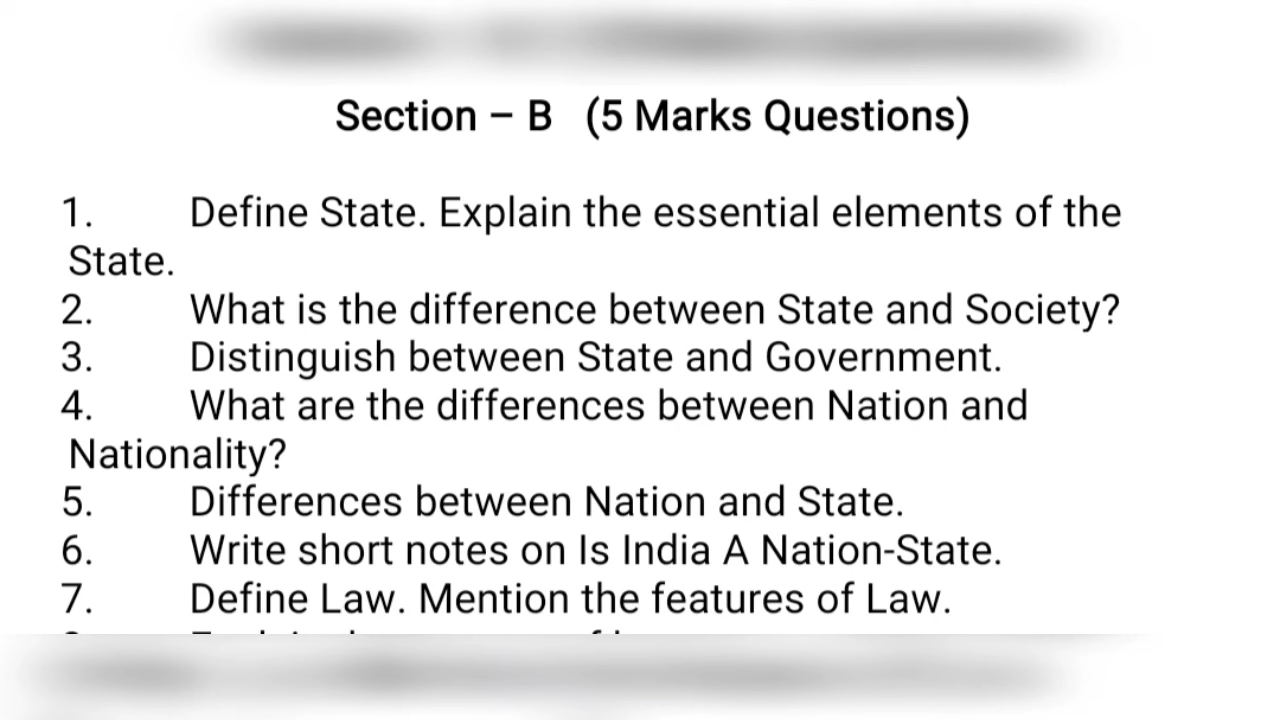 Section – B (5 Marks Questions)
1. Define State. Explain the essential elements of the
State.
2. What is the difference between State and Society?
3. Distinguish between State and Government.
4. What are the differences between Nation and
Nationality?
5. Differences between Nation and State.
6. Write short notes on Is India A Nation-State.
7. Define Law. Mention the features of Law.